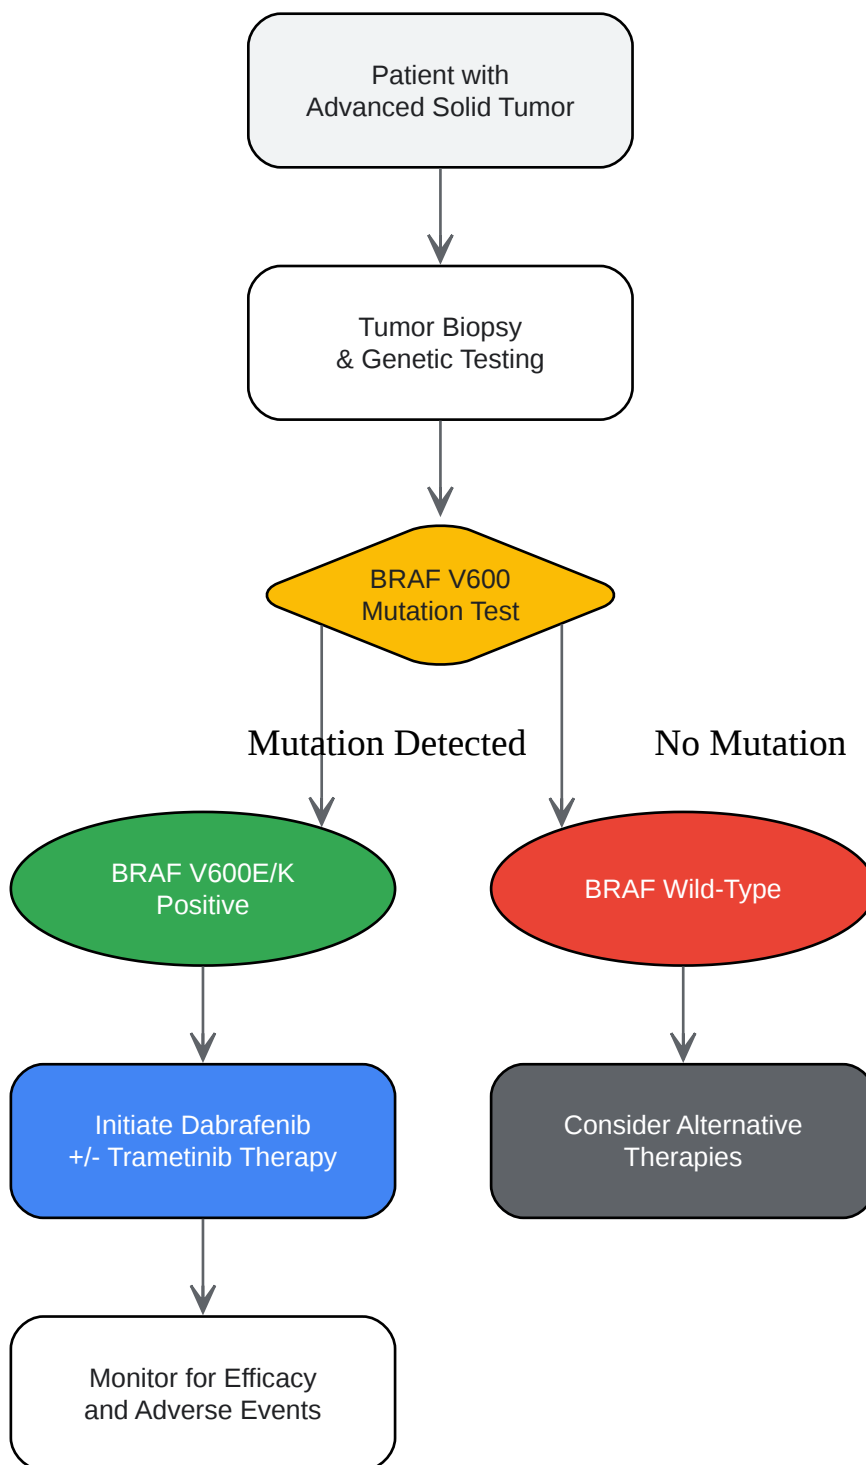 Patient with
Advanced Solid Tumor
Tumor Biopsy
& Genetic Testing
BRAF V600
Mutation Test
Mutation Detected
No Mutation
BRAF V600E/K
Positive
BRAF Wild-Type
Initiate Dabrafenib
+/- Trametinib Therapy
Consider Alternative
Therapies
Monitor for Efficacy
and Adverse Events